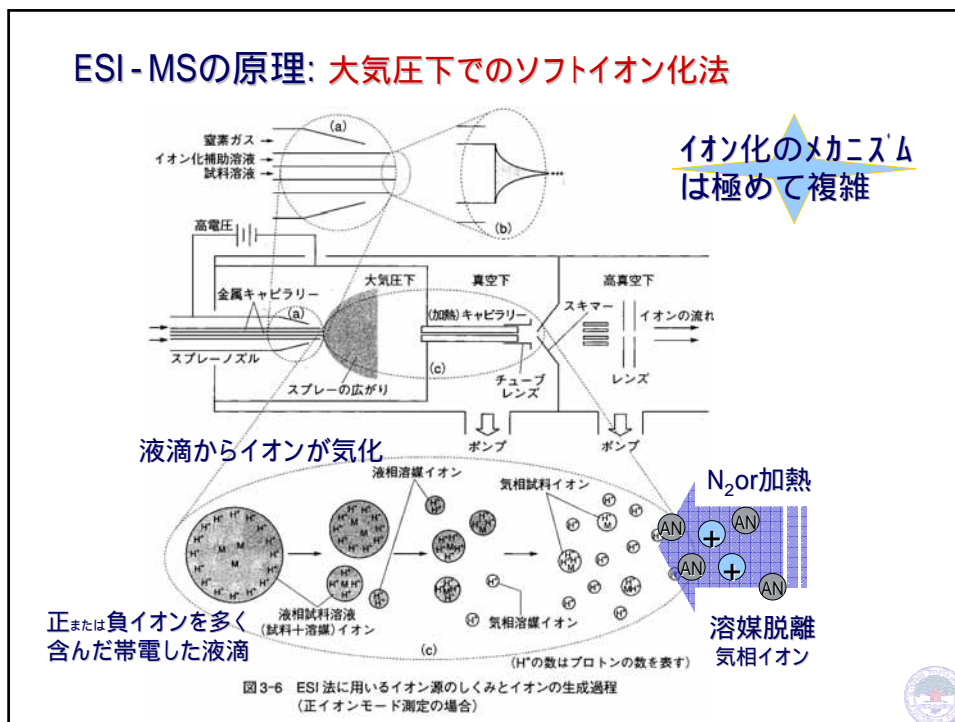 ESI-MSの原理: 大気圧下でのソフトイオン化法
イオン化のメカニズム
は極めて複雑
窒素ガス
イオン化補助溶液
試料溶液
(a)
(b)
高電圧
金属キャピラリー
(a)
スプレーノズル
大気圧下
スプレーの広がり
真空下
(加熱)キャピラリー
(c)
チューブ
レンズ
高真空下
スキマー
イオンの流れ
レンズ
ポンプ
ポンプ
液滴からイオンが気化
液相溶媒イオン
気相試料イオン
N₂or加熱
H⁺ H⁺ H⁺ H⁺
M M
M
AN + AN
AN +
AN
正または負イオンを多く
含んだ帯電した液滴
液相試料溶液
(試料+溶媒)イオン
気相溶媒イオン
溶媒脱離
気相イオン
(c)
(H⁺の数はプロトンの数を表す)
図3-6 ESI法に用いるイオン源のしくみとイオンの生成過程
(正イオンモード測定の場合)